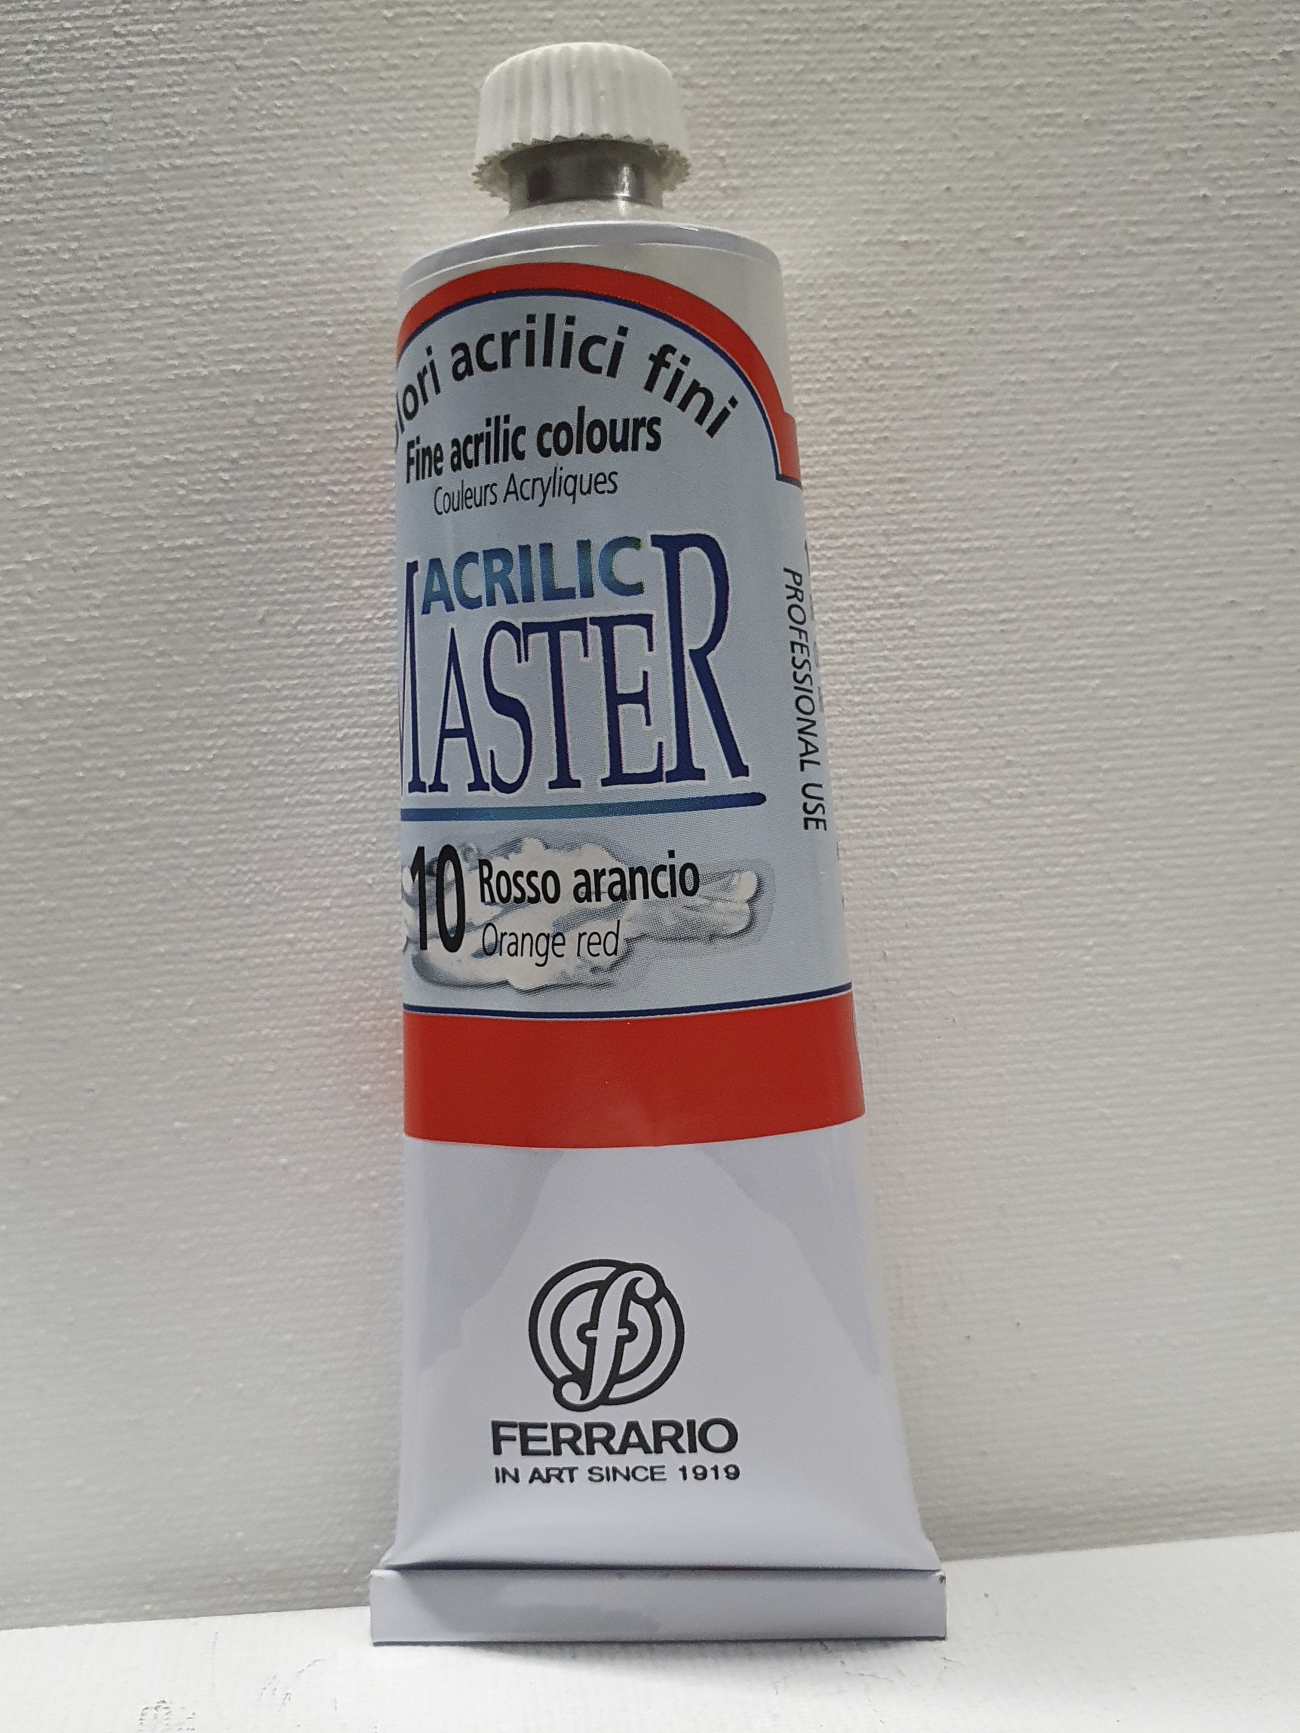 acrilici fini
Fine acrilic colours
Couleurs Acryliques
ACRILIC
MASTER
PROFESSIONAL USE
10 Rosso arancio
Orange red
FERRARIO
IN ART SINCE 1919